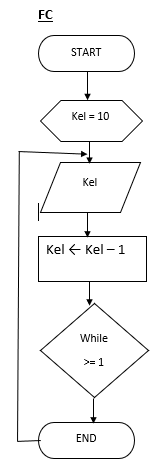 FC
START
Kel = 10
Kel
Kel ← Kel – 1
While
>= 1
END